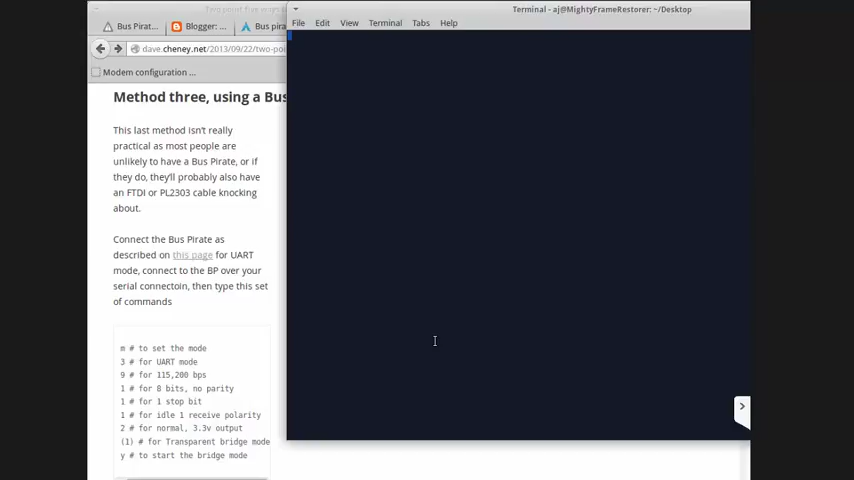 Two point five ways
Terminal - aj@MightyFrameRestorer: ~/Desktop
Bus Pirat...
Blogger: ...
Bus pira
File Edit View Terminal Tabs Help
dave.cheney.net/2013/09/22/two-poi
Modem configuration ...
Method three, using a Bus
This last method isn't really
practical as most people are
unlikely to have a Bus Pirate, or if
they do, they'll probably also have
an FTDI or PL2303 cable knocking
about.
Connect the Bus Pirate as
described on this page for UART
mode, connect to the BP over your
serial connectoin, then type this set
of commands
m # to set the mode
3 # for UART mode
9 # for 115,200 bps
1 # for 8 bits, no parity
1 # for 1 stop bit
1 # for idle 1 receive polarity
2 # for normal, 3.3v output
(1) # for Transparent bridge mode
y # to start the bridge mode